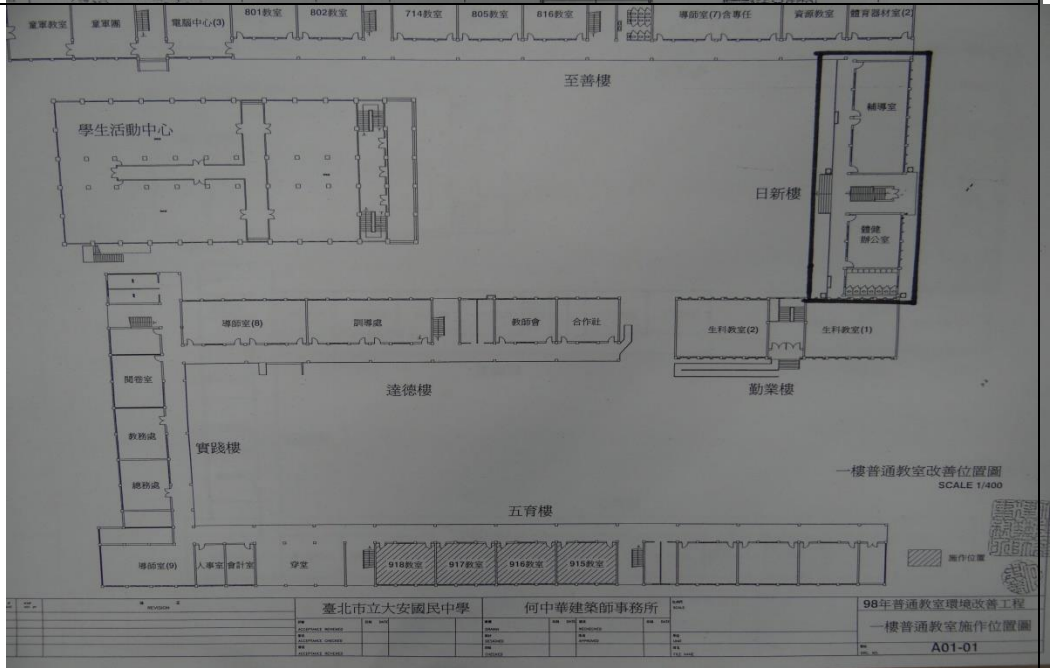 童軍教室
童軍團
電腦中心(3)
801教室
802教室
714教室
805教室
816教室
導師室(7)含專任
資源教室
體育器材室(2)
至善樓
學生活動中心
輔導室
日新樓
體健
辦公室
導師室(8)
訓導處
教師會
合作社
生科教室(2)
生科教室(1)
達德樓
勤業樓
閱卷室
教務處
實踐樓
總務處
一樓普通教室改善位置圖
SCALE 1/400
五育樓
導師室(9)
人事室
會計室
穿堂
918教室
917教室
916教室
915教室
施作位置
REVISION
臺北市立大安國民中學
何中華建築師事務所
98年普通教室環境改善工程
一樓普通教室施作位置圖
A01-01